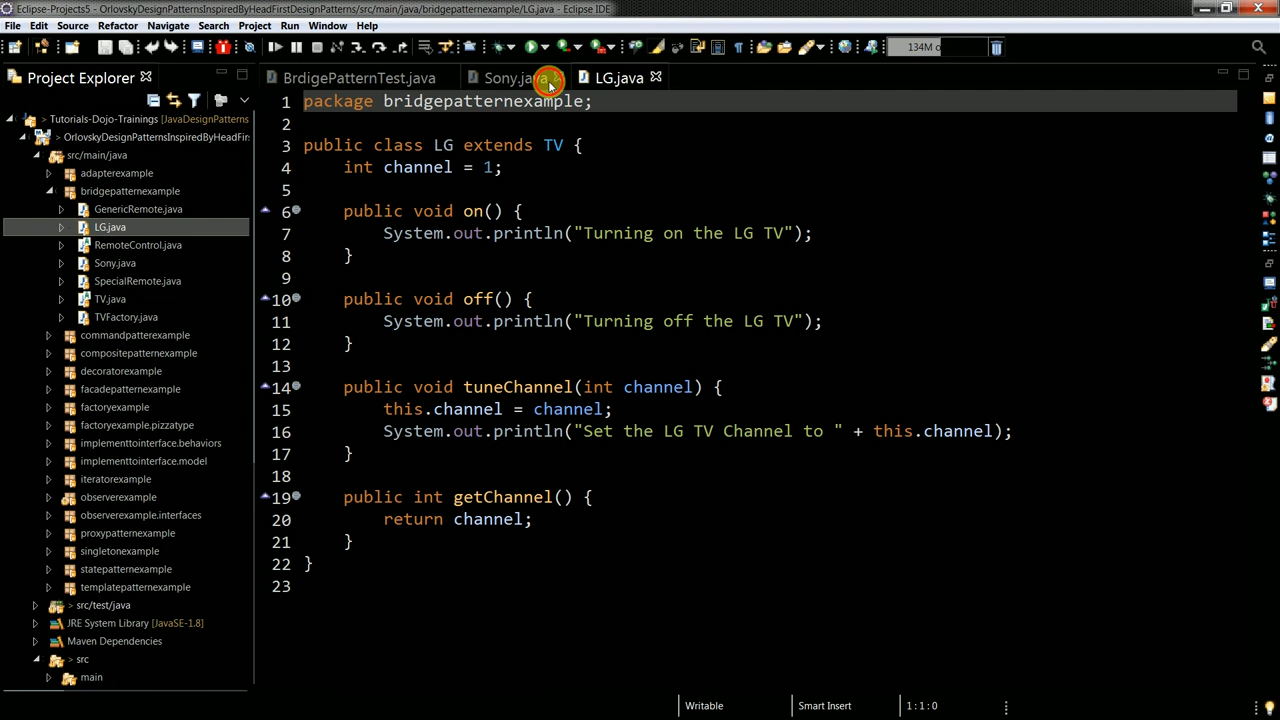 Eclipse-Projects5 - OrlovskyDesignPatternsInspiredByHeadFirstDesignPatterns/src/main/java/bridgepatternexample/LG.java - Eclipse IDE
File Edit Source Refactor Navigate Search Project Run Window Help
134M o
Project Explorer
BrdigePatternTest.java
Sony.java
LG.java
Tutorials-Dojo-Trainings [JavaDesignPatterns
OrlovskyDesignPatternsInspiredByHeadFirs
src/main/java
adapterexample
bridgepatternexample
GenericRemote.java
LG.java
RemoteControl.java
Sony.java
SpecialRemote.java
TV.java
TVFactory.java
commandpatterexample
compositepatternexample
decoratorexample
facadepatternexample
factoryexample
factoryexample.pizzatype
implementtointerface.behaviors
implementtointerface.model
iteratorexample
observerexample
observerexample.interfaces
proxypatternexample
singletonexample
statepatternexample
templatepatternexample
> src/test/java
JRE System Library [JavaSE-1.8]
Maven Dependencies
> src
main
1 package bridgepatternexample;
2
3 public class LG extends TV {
4 int channel = 1;
5
6 public void on() {
7 System.out.println("Turning on the LG TV");
8 }
9
10 public void off() {
11 System.out.println("Turning off the LG TV");
12 }
13
14 public void tuneChannel(int channel) {
15 this.channel = channel;
16 System.out.println("Set the LG TV Channel to " + this.channel);
17 }
18
19 public int getChannel() {
20 return channel;
21 }
22 }
23
Writable Smart Insert 1:1:0